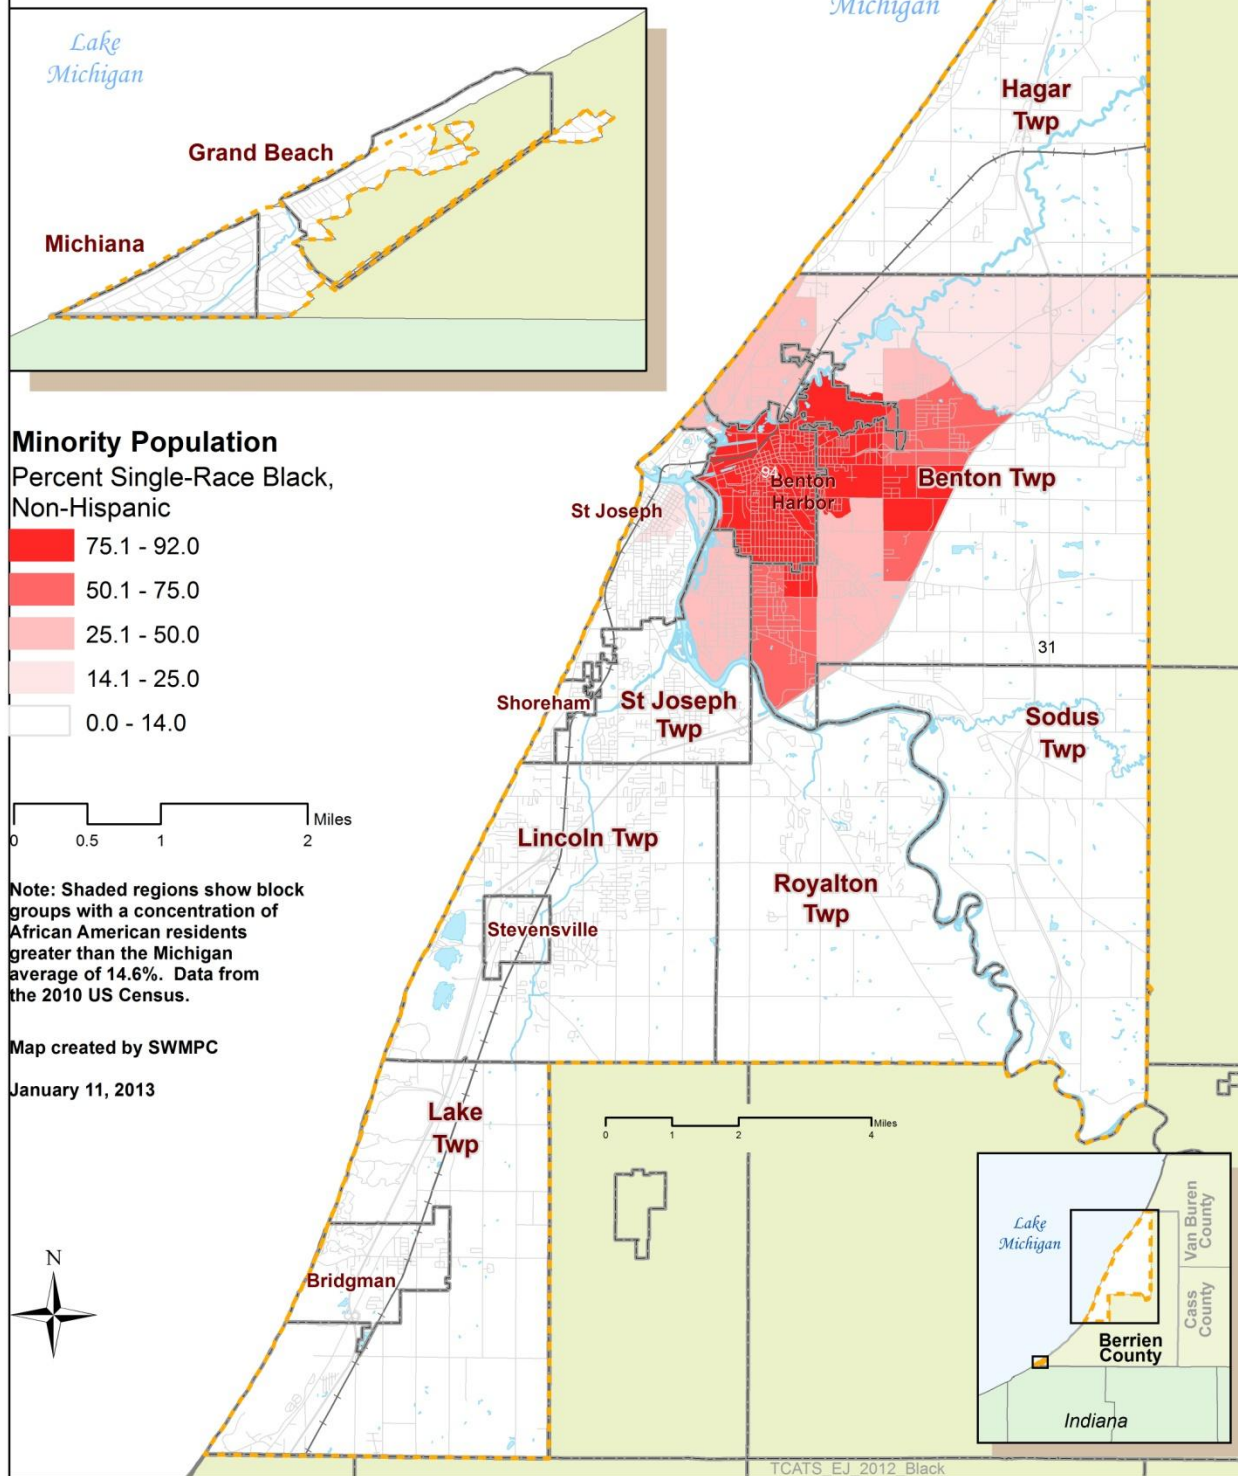 Michigan
Lake
Michigan
Grand Beach
Michiana
Hagar
Twp
Minority Population
Percent Single-Race Black,
Non-Hispanic
75.1 - 92.0
50.1 - 75.0
25.1 - 50.0
14.1 - 25.0
0.0 - 14.0
94
Benton
Harbor
Benton Twp
St Joseph
31
Shoreham
St Joseph
Twp
Sodus
Twp
Miles
0 0.5 1 2
Lincoln Twp
Royalton
Twp
Stevensville
Note: Shaded regions show block
groups with a concentration of
African American residents
greater than the Michigan
average of 14.6%. Data from
the 2010 US Census.
Map created by SWMPC
January 11, 2013
Lake
Twp
Miles
0 1 2 4
N
Bridgman
Lake
Michigan
Van Buren
County
Cass
County
Berrien
County
Indiana
TCATS_EJ_2012_Black